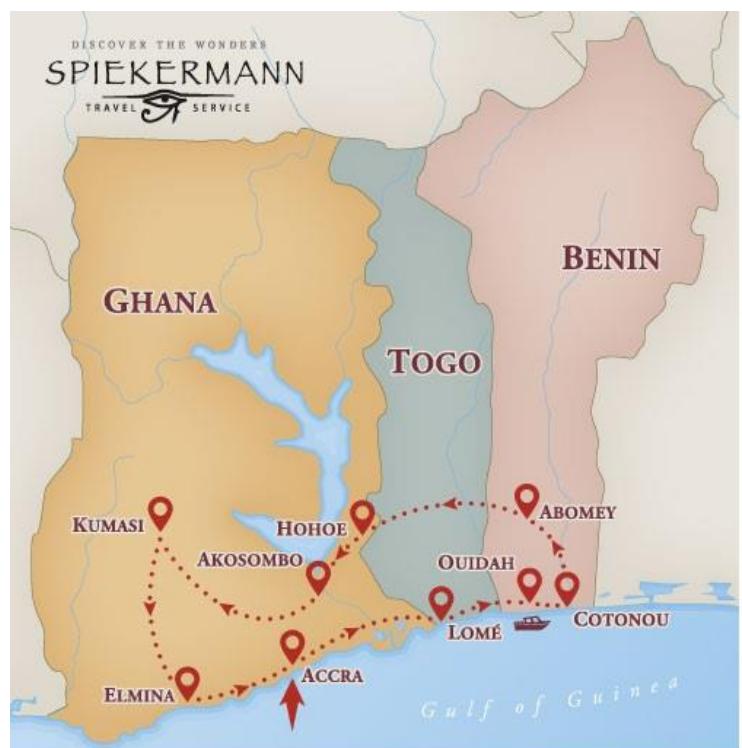 DISCOVER THE WONDERS
SPIEKERMANN
TRAVEL SERVICE
BENIN
GHANA
TOGO
KUMASI
HOHOE
ABOMEY
AKOSOMBO
OUIDAH
COTONOU
LOMÉ
ACCRA
ELMINA
Gulf of Guinea